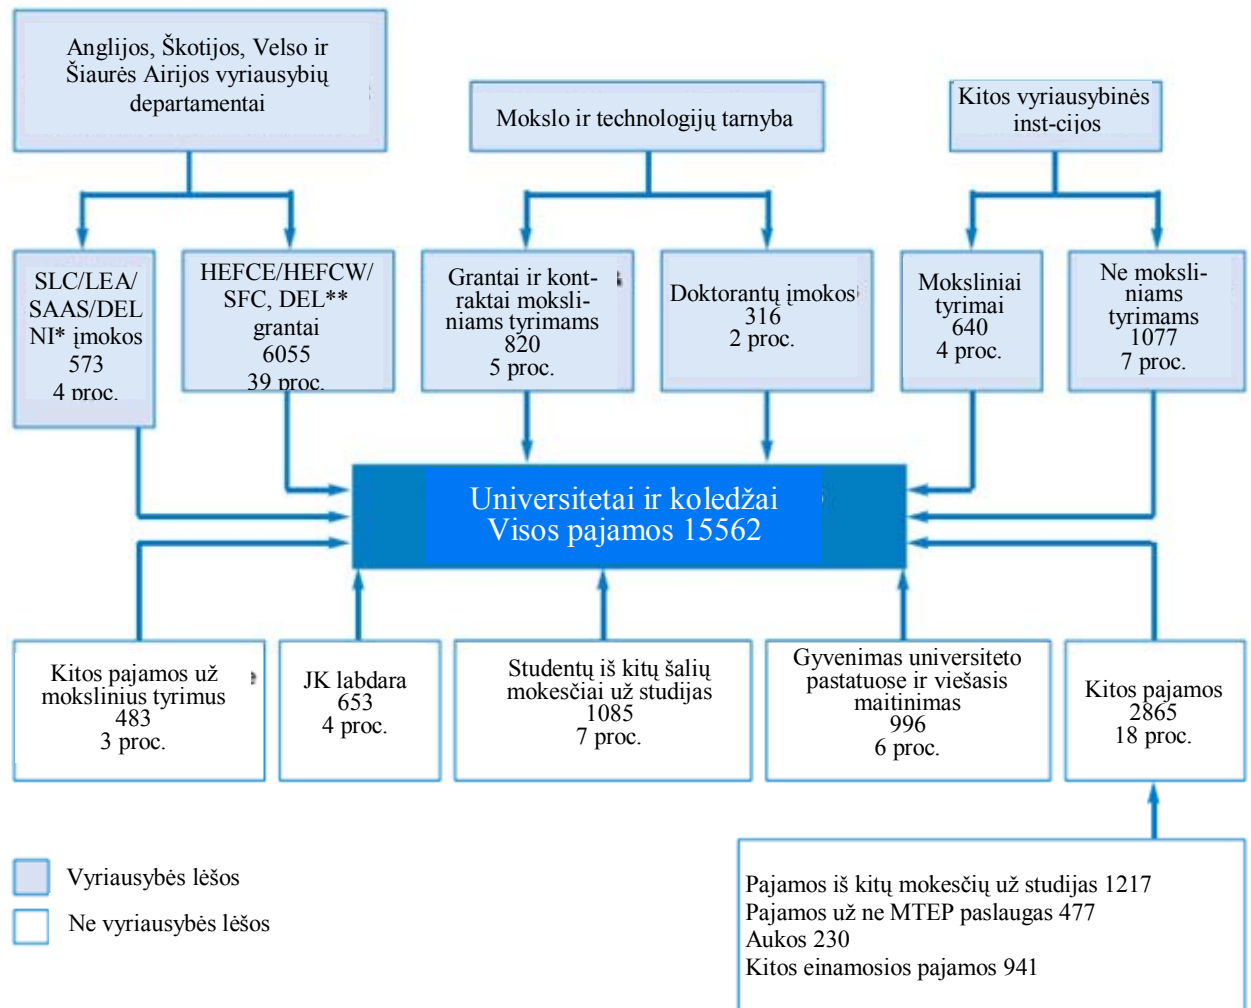 Anglijos, Škotijos, Velso ir
Šiaurės Airijos vyriausybių
departamentai
Mokslo ir technologijų tarnyba
Kitos vyriausybinės
inst-cijos
SLC/LEA/
SAAS/DEL
NI* įmokos
573
4 proc.
HEFCE/HEFCW/
SFC, DEL**
grantai
6055
39 proc.
Grantai ir kont-
raktai moksli-
niams tyrimams
820
5 proc.
Doktorantų įmokos
316
2 proc.
Moksliniai
tyrimai
640
4 proc.
Ne moksli-
niams
tyrimams
1077
7 proc.
Universitetai ir koledžai
Visos pajamos 15562
Kitos pajamos už
mokslinius tyrimus
483
3 proc.
JK labdara
653
4 proc.
Studentų iš kitų šalių
mokesčiai už studijas
1085
7 proc.
Gyvenimas universiteto
pastatuose ir viešasis
maitinimas
996
6 proc.
Kitos pajamos
2865
18 proc.
Vyriausybės lėšos
Ne vyriausybės lėšos
Pajamos iš kitų mokesčių už studijas 1217
Pajamos už ne MTEP paslaugas 477
Aukos 230
Kitos einamosios pajamos 941